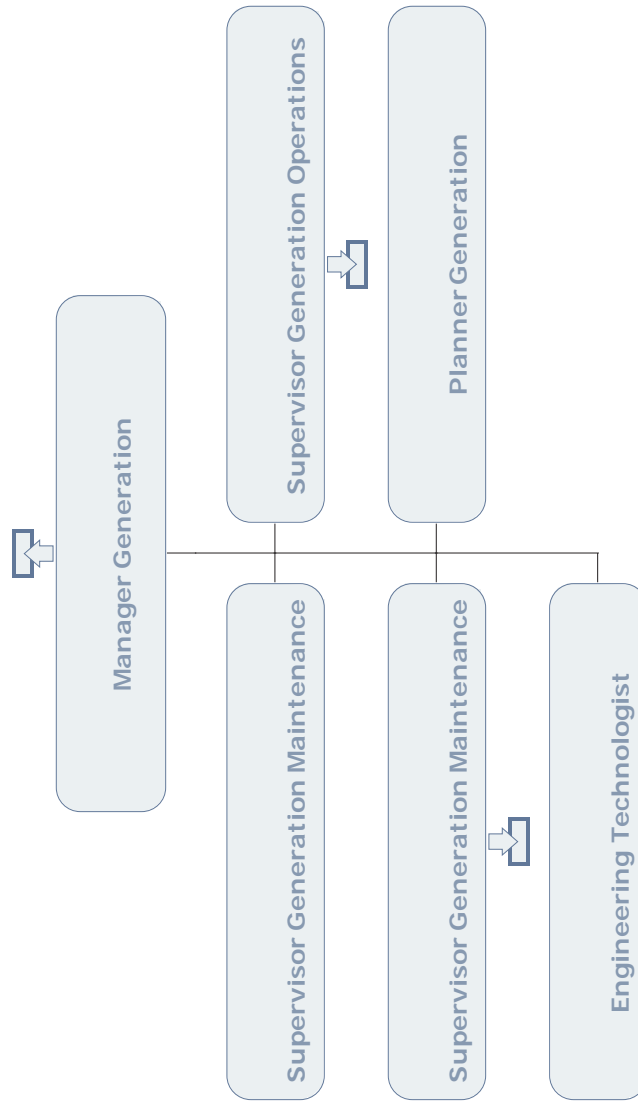 Manager Generation
Supervisor Generation Maintenance
Supervisor Generation Operations
Supervisor Generation Maintenance
Planner Generation
Engineering Technologist